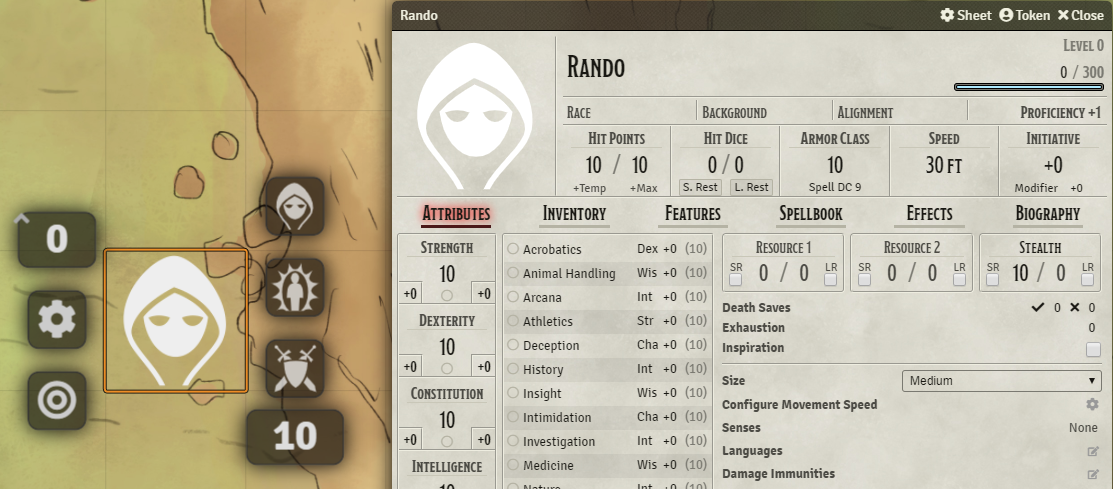 Rando
Sheet Token Close
LEVEL 0
RANDO
0 / 300
RACE BACKGROUND ALIGNMENT PROFICIENCY +1
HIT POINTS HIT DICE ARMOR CLASS SPEED INITIATIVE
10 / 10 0 / 0 10 30 FT +0
+Temp +Max S. Rest L. Rest Spell DC 9 Modifier +0
ATTRIBUTES INVENTORY FEATURES SPELLBOOK EFFECTS BIOGRAPHY
0
10
STRENGTH
10
+0 +0
DEXTERITY
10
+0 +0
CONSTITUTION
10
+0 +0
INTELLIGENCE
Acrobatics Dex +0 (10)
Animal Handling Wis +0 (10)
Arcana Int +0 (10)
Athletics Str +0 (10)
Deception Cha +0 (10)
History Int +0 (10)
Insight Wis +0 (10)
Intimidation Cha +0 (10)
Investigation Int +0 (10)
Medicine Wis +0 (10)
Nature Int +0 (10)
RESOURCE 1 RESOURCE 2 STEALTH
SR 0 / 0 LR SR 0 / 0 LR SR 10 / 0 LR
Death Saves 0 0
Exhaustion 0
Inspiration
Size Medium
Configure Movement Speed
Senses None
Languages
Damage Immunities